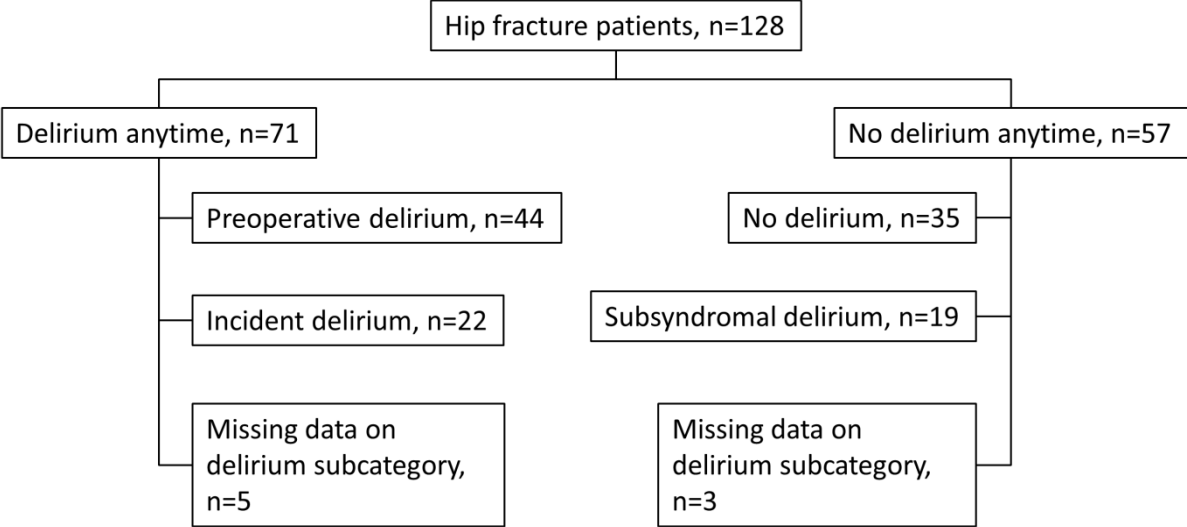 Hip fracture patients, n=128
Delirium anytime, n=71
No delirium anytime, n=57
Preoperative delirium, n=44
No delirium, n=35
Incident delirium, n=22
Subsyndromal delirium, n=19
Missing data on
delirium subcategory,
n=5
Missing data on
delirium subcategory,
n=3